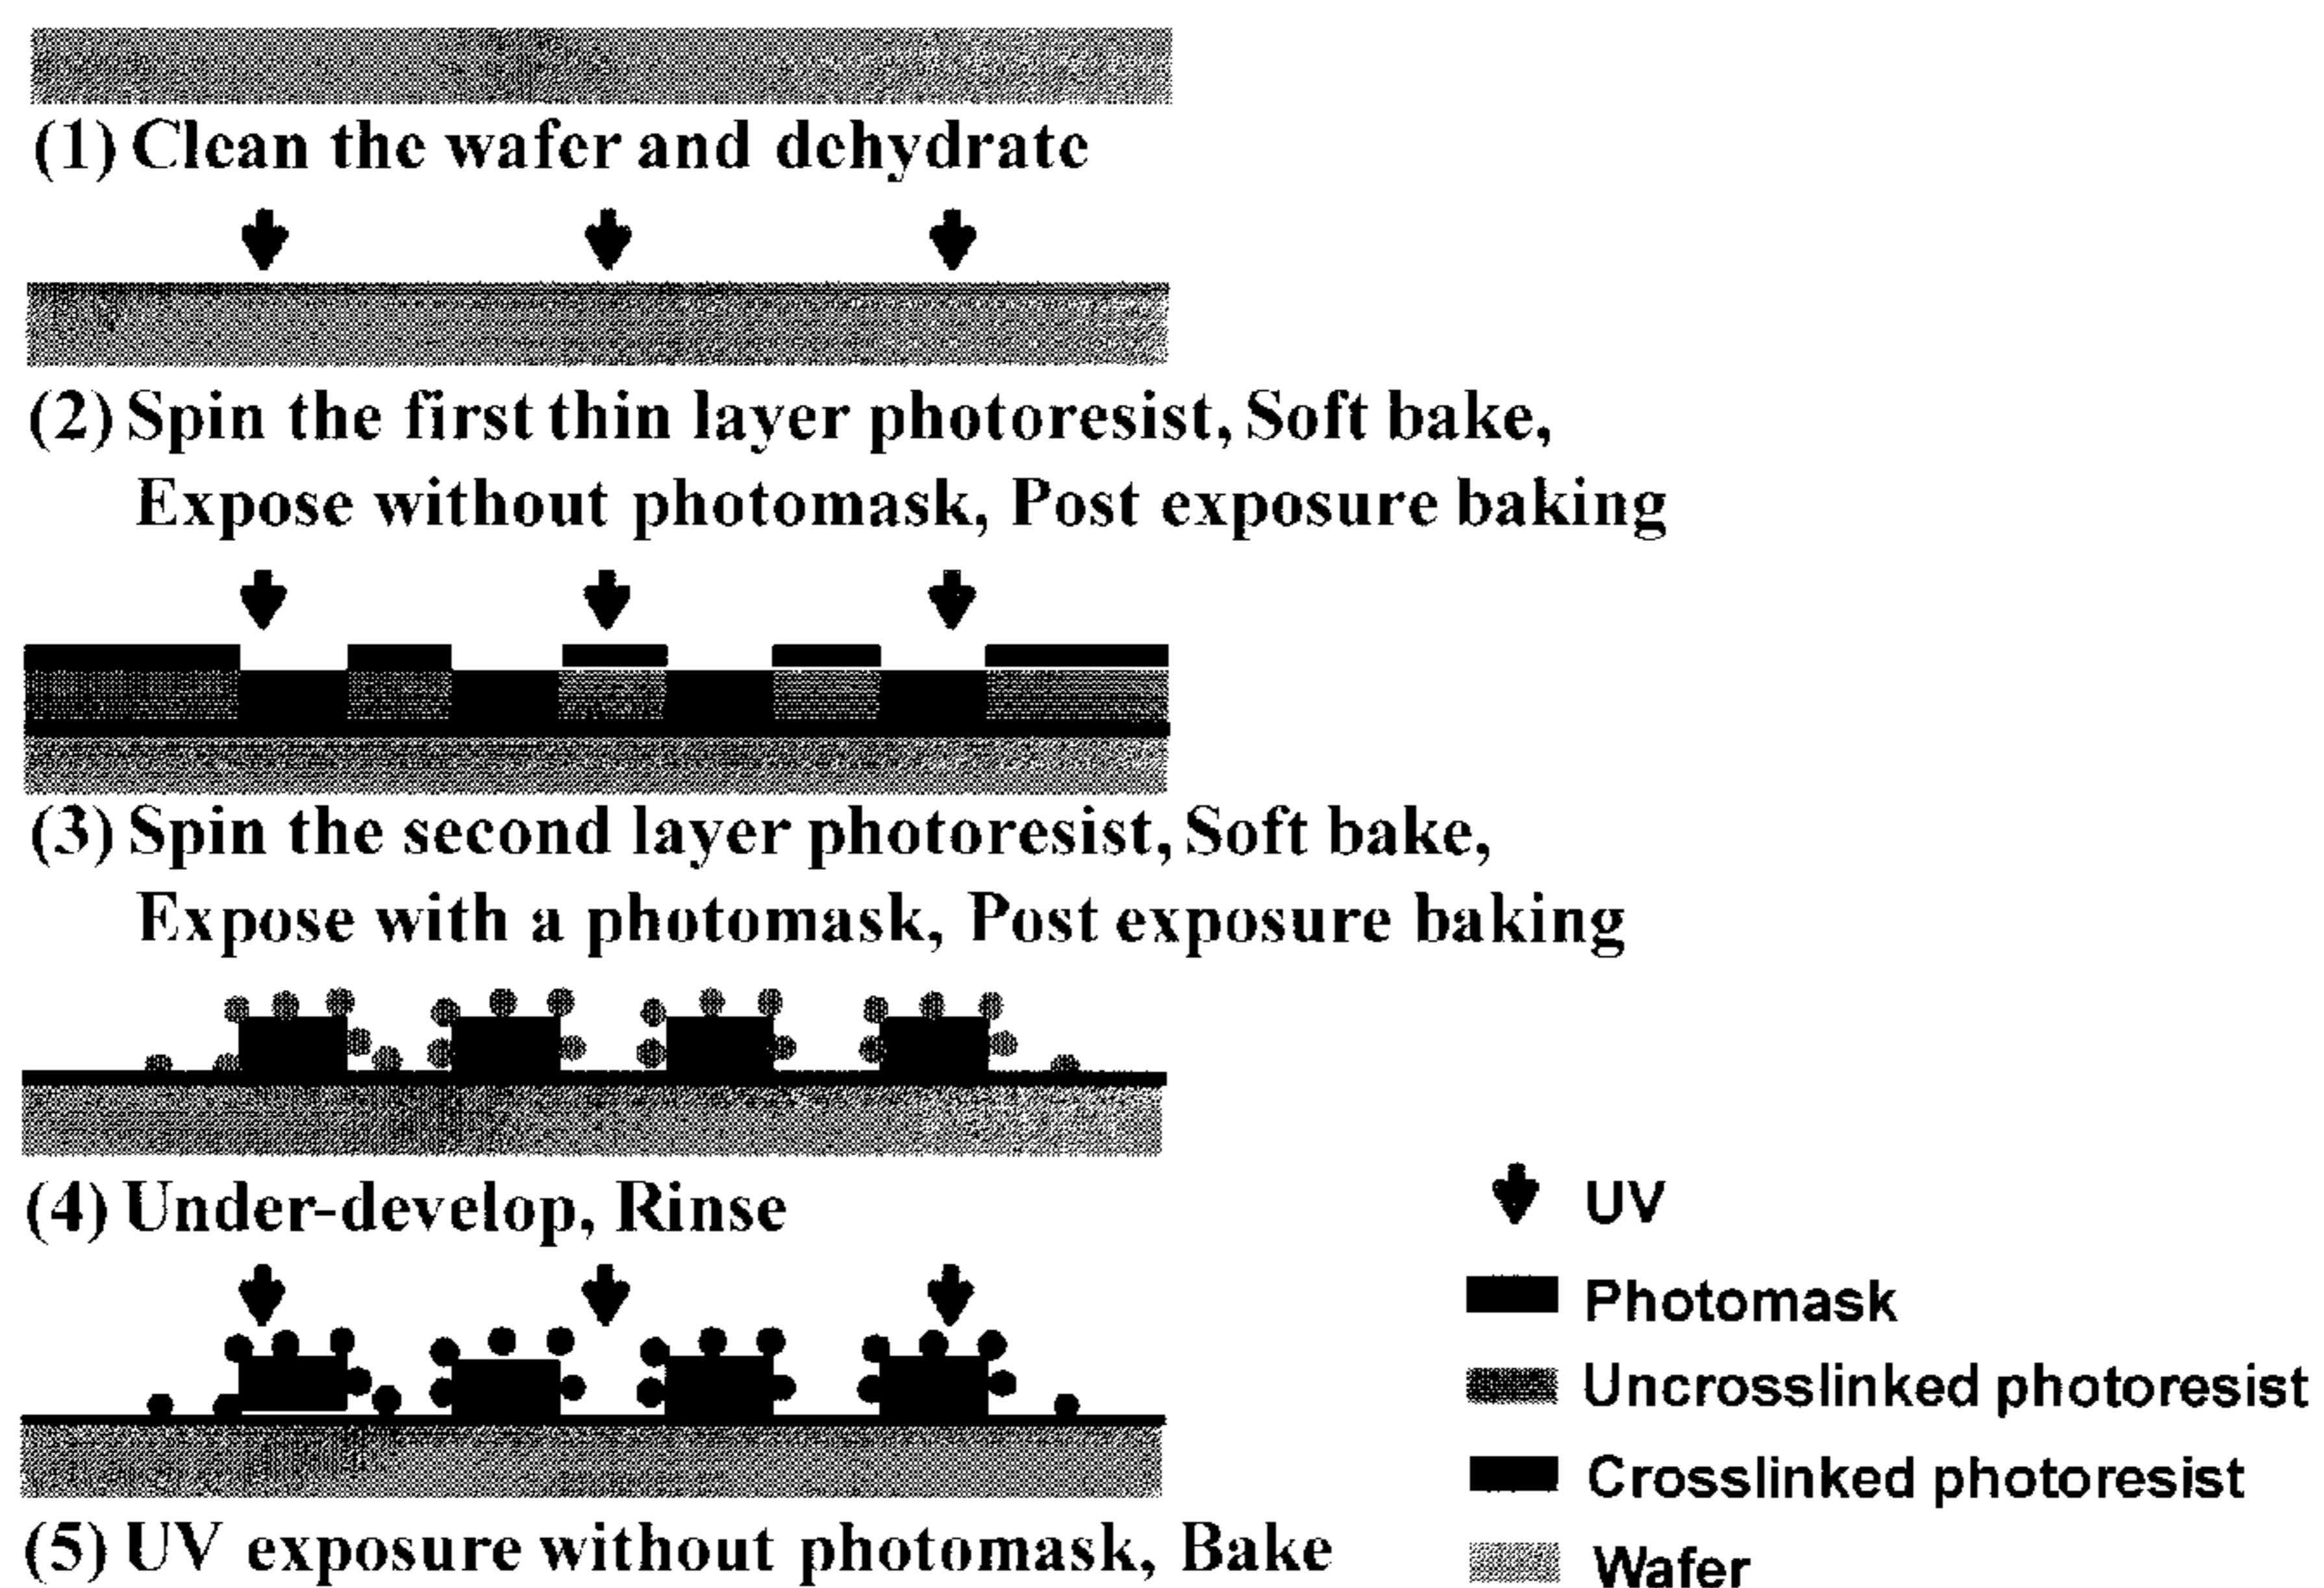 (1) Clean the wafer and dehydrate
(2) Spin the first thin layer photoresist, Soft bake,
Expose without photomask, Post exposure baking
(3) Spin the second layer photoresist, Soft bake,
Expose with a photomask, Post exposure baking
(4) Under-develop, Rinse
(5) UV exposure without photomask, Bake
UV
Photomask
Uncrosslinked photoresist
Crosslinked photoresist
Wafer